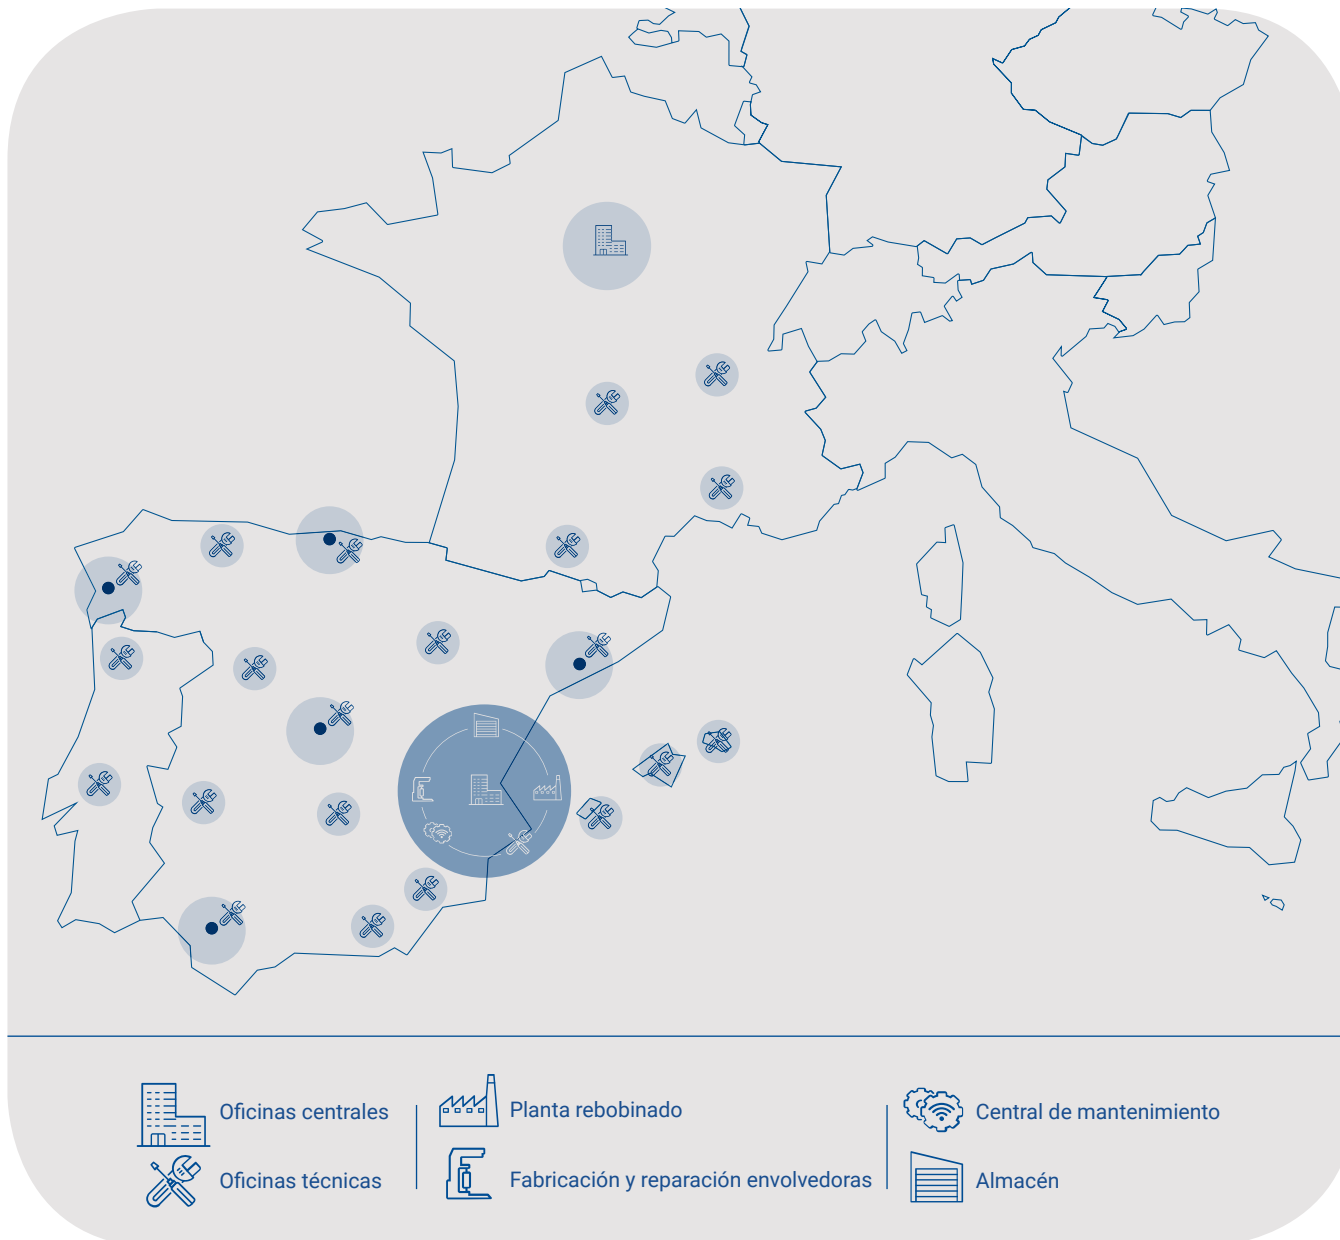 Oficinas centrales
Planta rebobinado
Central de mantenimiento
Oficinas técnicas
Fabricación y reparación envolvedoras
Almacén